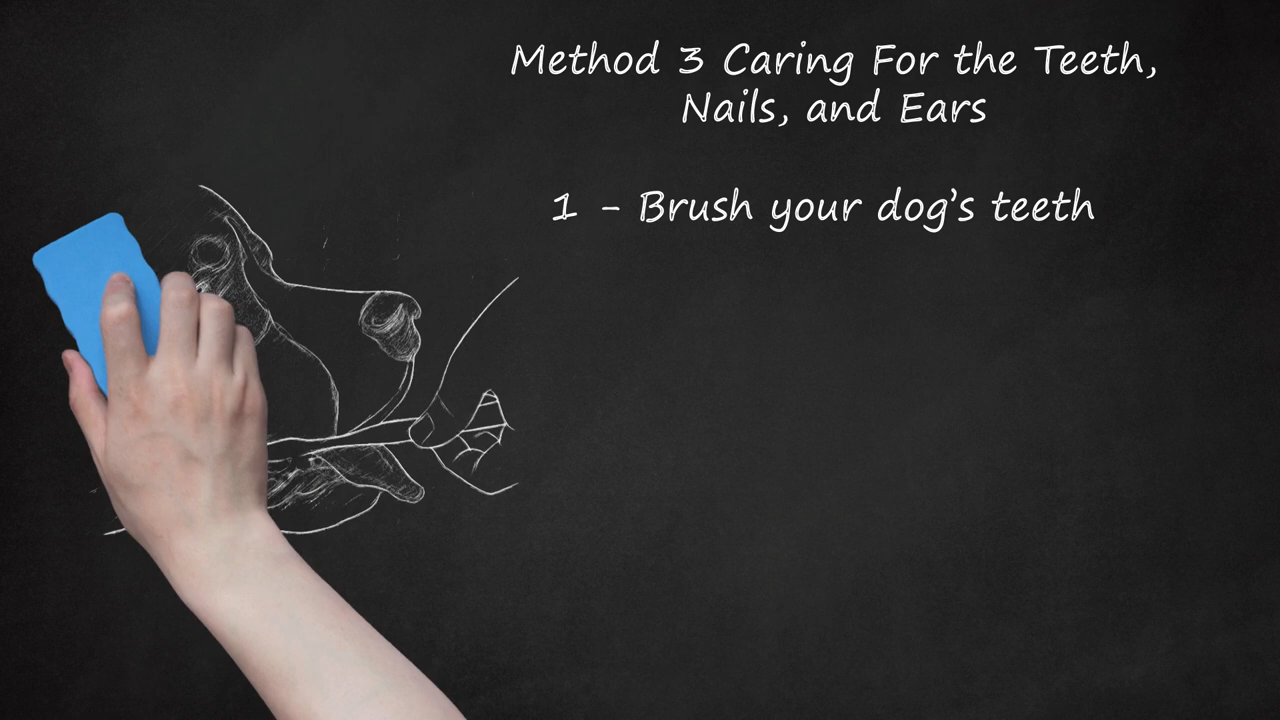 Method 3 Caring For the Teeth,
Nails, and Ears
1 - Brush your dog's teeth